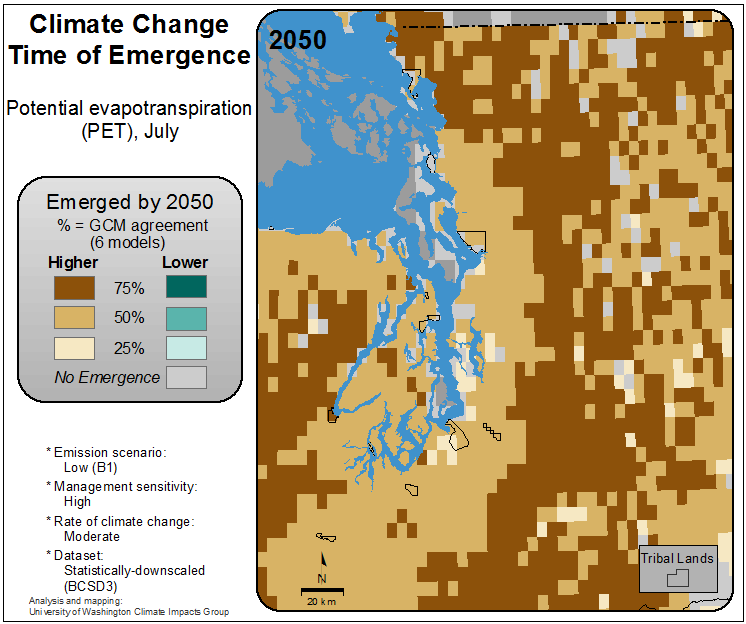 Climate Change
Time of Emergence
Potential evapotranspiration
(PET), July
Emerged by 2050
% = GCM agreement
(6 models)
Higher Lower
75%
50%
25%
No Emergence
* Emission scenario:
Low (B1)
* Management sensitivity:
High
* Rate of climate change:
Moderate
* Dataset:
Statistically-downscaled
(BCSD3)
Analysis and mapping:
University of Washington Climate Impacts Group
2050
N
20 km
Tribal Lands